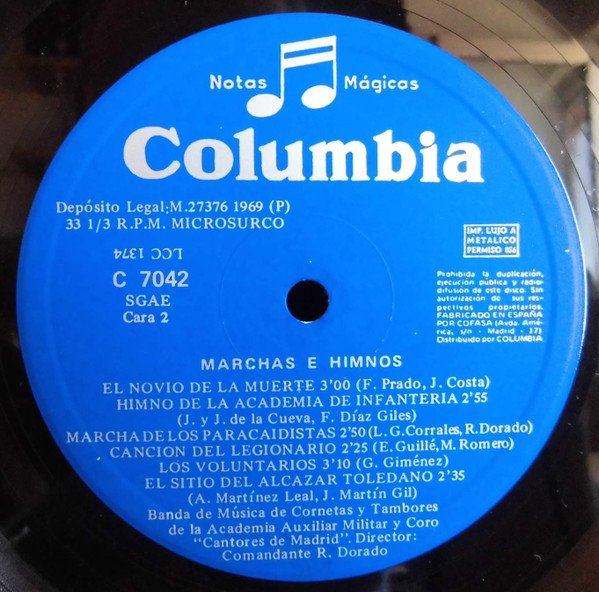 Notas Mágicas
Columbia
Depósito Legal:M.27376 1969 (P)
33 1/3 R.P.M. MICROSURCO
LCC 1374
C 7042
SGAE
Cara 2
IMP. LUJO A
METALICO
PERMISO 856
Prohibida la duplicación,
ejecución pública y radio-
difusión de este disco. Sin
autorización de sus res-
pectivos propietarios.
FABRICADO EN ESPAÑA
POR COFASA (Avda. Amé-
rica, s/n - Madrid - 17)
Distribuido por COLUMBIA
MARCHAS E HIMNOS
EL NOVIO DE LA MUERTE 3'00 (F. Prado, J. Costa)
HIMNO DE LA ACADEMIA DE INFANTERIA 2'55
(J. y J. de la Cueva, F. Díaz Giles)
MARCHA DE LOS PARACAIDISTAS 2'50 (L.G.Corrales, R.Dorado)
CANCION DEL LEGIONARIO 2'25 (E. Guillé, M. Romero)
LOS VOLUNTARIOS 3'10 (G. Giménez)
EL SITIO DEL ALCAZAR TOLEDANO 2'35
(A. Martínez Leal, J. Martín Gil)
Banda de Música de Cornetas y Tambores
de la Academia Auxiliar Militar y Coro
"Cantores de Madrid". Director:
Comandante R. Dorado